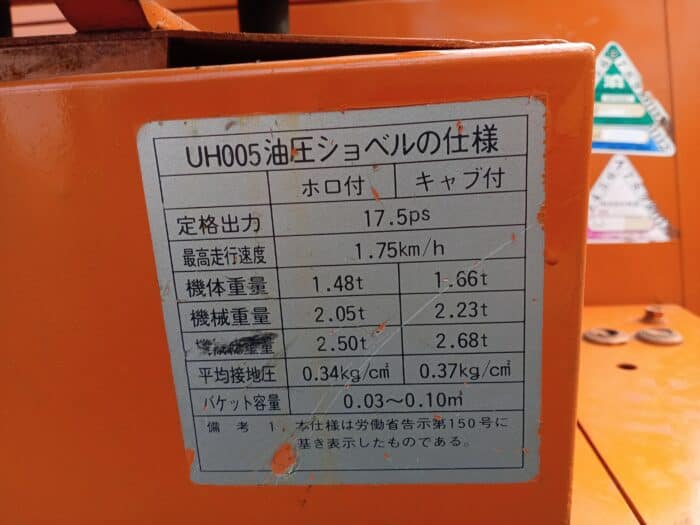 UH005油圧ショベルの仕様
ホロ付 キャブ付
定格出力 17.5ps
最高走行速度 1.75km/h
機体重量 1.48t 1.66t
機械重量 2.05t 2.23t
重量 2.50t 2.68t
平均接地圧 0.34kg/c㎡ 0.37kg/c㎡
バケット容量 0.03～0.10㎥
備 考 1. 本仕様は労働省告示第150号に
基き表示したものである。